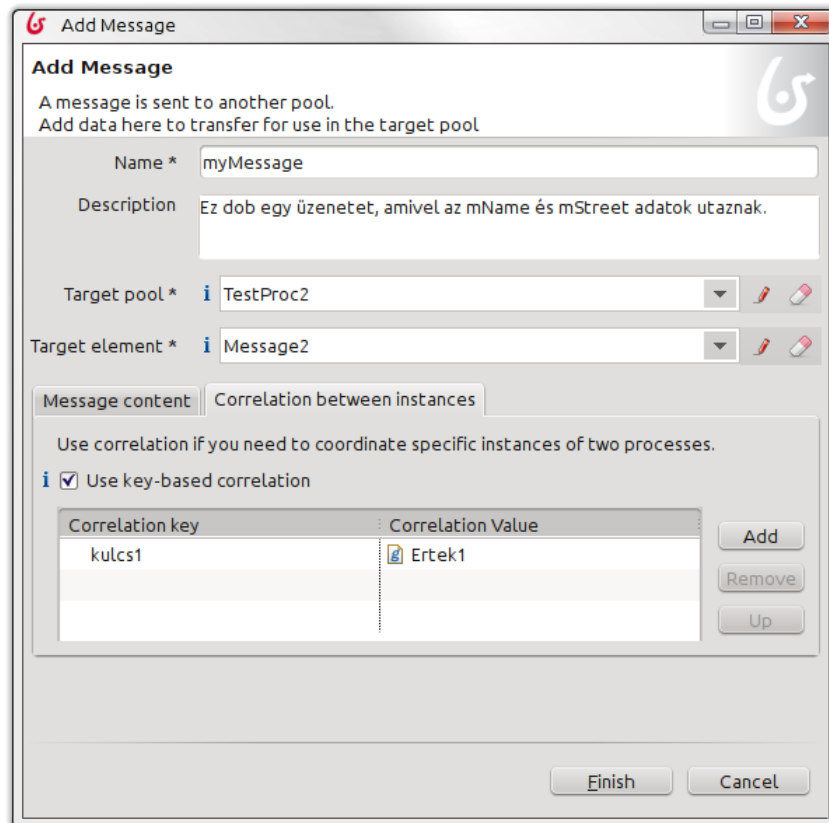 Add Message
Add Message
A message is sent to another pool.
Add data here to transfer for use in the target pool
Name * myMessage
Description Ez dob egy üzenetet, amivel az mName és mStreet adatok utaznak.
Target pool * i TestProc2
Target element * i Message2
Message content Correlation between instances
Use correlation if you need to coordinate specific instances of two processes.
i Use key-based correlation
Correlation key Correlation Value
Add
kulcs1 g Ertek1
Remove
Up
Finish Cancel